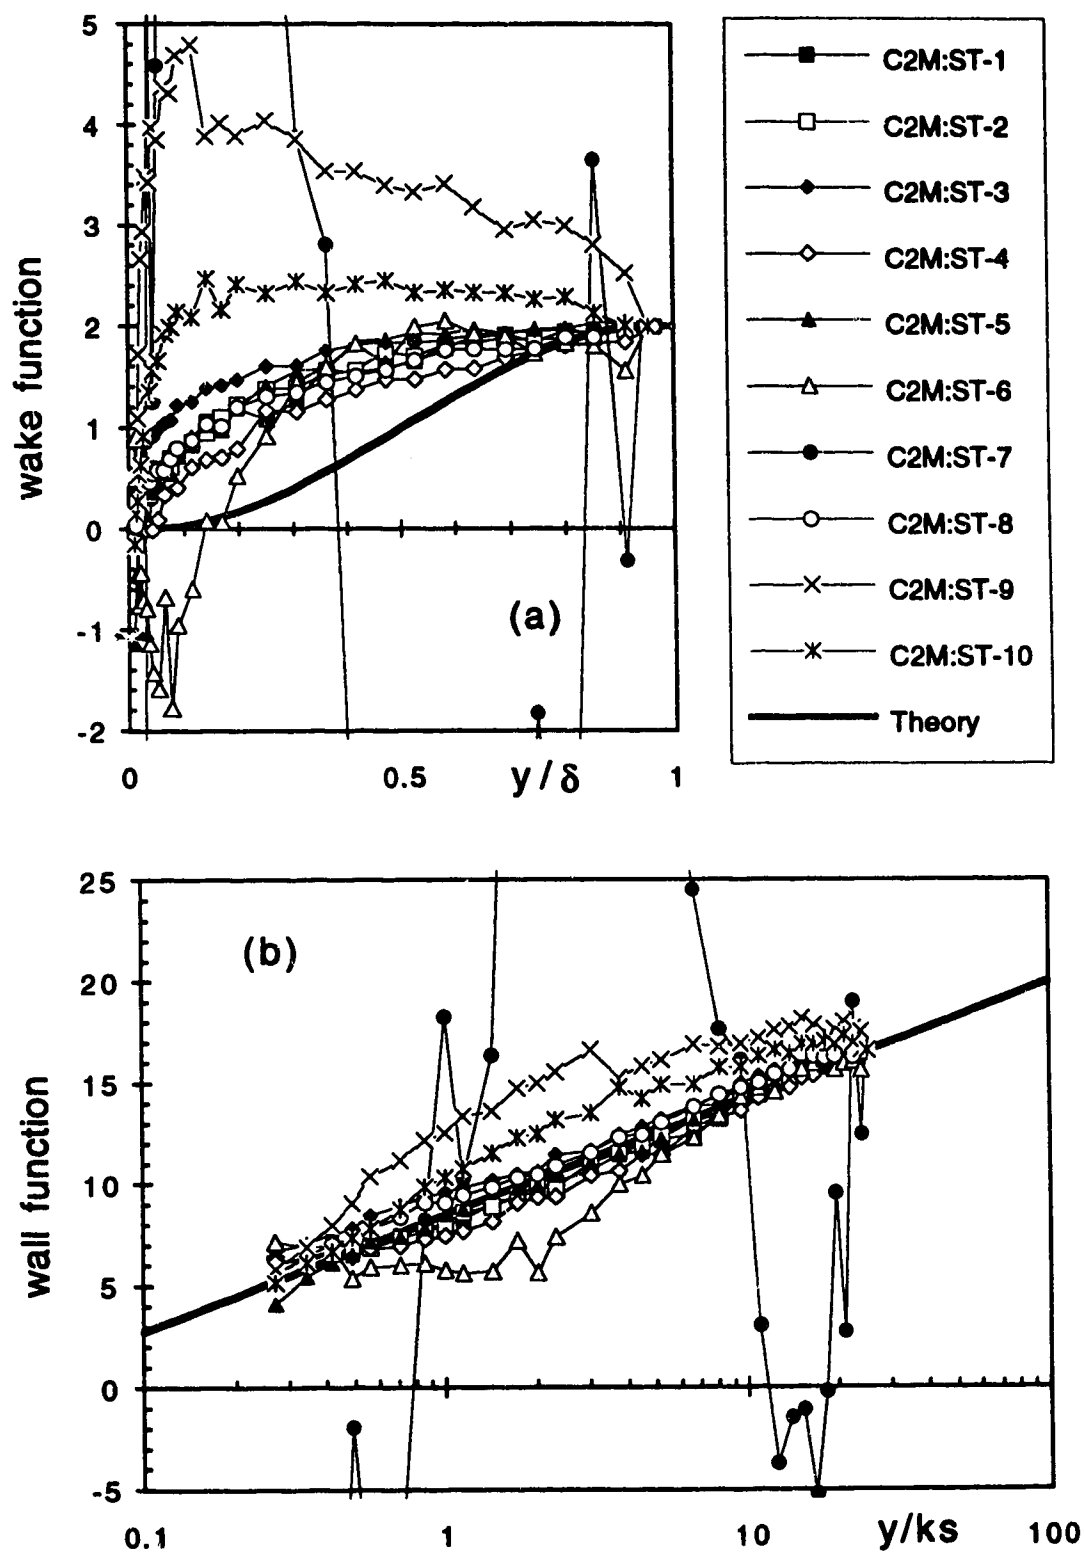 5
4
3
2
1
0
-1
-2
wake function
(a)
0
0.5
y/δ
1
C2M:ST-1
C2M:ST-2
C2M:ST-3
C2M:ST-4
C2M:ST-5
C2M:ST-6
C2M:ST-7
C2M:ST-8
C2M:ST-9
C2M:ST-10
Theory
25
20
15
10
5
0
-5
wall function
(b)
0.1
1
10
y/ks
100